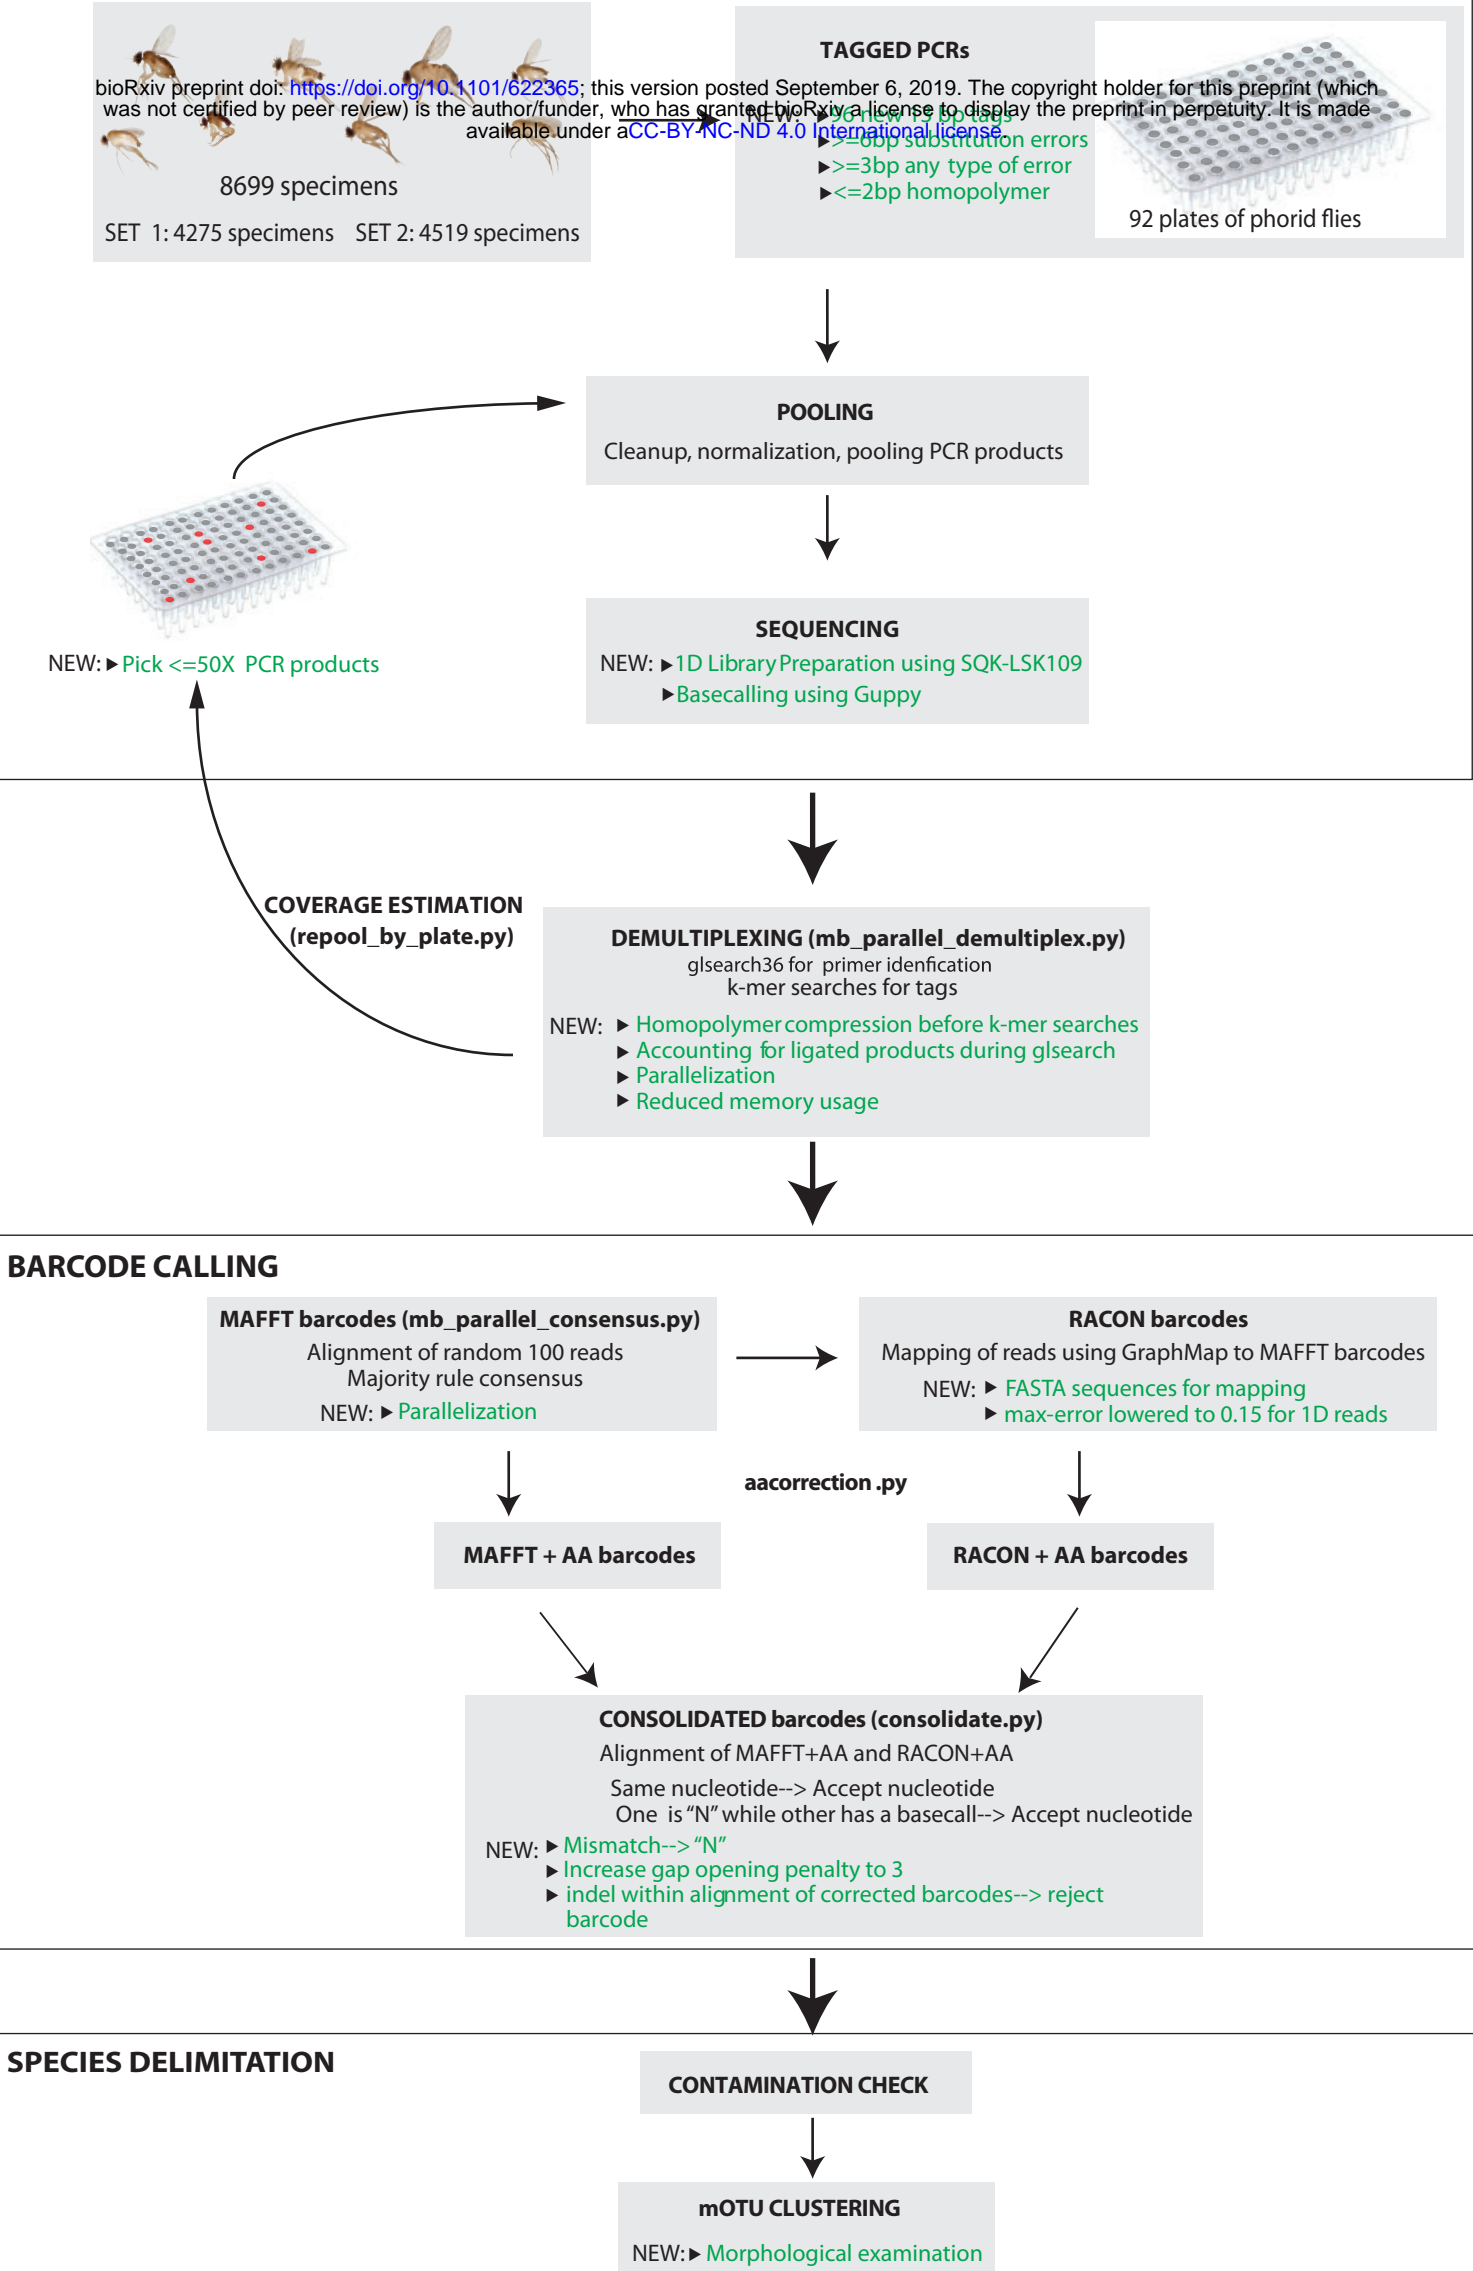 bioRxiv preprint doi: https://doi.org/10.1101/622365; this version posted September 6, 2019. The copyright holder for this preprint (which
was not certified by peer review) is the author/funder, who has granted bioRxiv a license to display the preprint in perpetuity. It is made
available under aCC-BY-NC-ND 4.0 International license.
8699 specimens
SET 1: 4275 specimens SET 2: 4519 specimens
TAGGED PCRs
NEW: ▶96 new 13 bp tags
▶>=6bp substitution errors
▶>=3bp any type of error
▶<=2bp homopolymer
92 plates of phorid flies
POOLING
Cleanup, normalization, pooling PCR products
NEW: ▶Pick <=50X PCR products
SEQUENCING
NEW: ▶1D Library Preparation using SQK-LSK109
▶Basecalling using Guppy
COVERAGE ESTIMATION
(repool_by_plate.py)
DEMULTIPLEXING (mb_parallel_demultiplex.py)
glsearch36 for primer idenfication
k-mer searches for tags
NEW: ▶ Homopolymer compression before k-mer searches
▶ Accounting for ligated products during glsearch
▶ Parallelization
▶ Reduced memory usage
BARCODE CALLING
MAFFT barcodes (mb_parallel_consensus.py)
Alignment of random 100 reads
Majority rule consensus
NEW: ▶ Parallelization
RACON barcodes
Mapping of reads using GraphMap to MAFFT barcodes
NEW: ▶ FASTA sequences for mapping
▶ max-error lowered to 0.15 for 1D reads
aacorrection .py
MAFFT + AA barcodes
RACON + AA barcodes
CONSOLIDATED barcodes (consolidate.py)
Alignment of MAFFT+AA and RACON+AA
Same nucleotide--> Accept nucleotide
One is “N” while other has a basecall--> Accept nucleotide
NEW: ▶ Mismatch--> “N”
▶ Increase gap opening penalty to 3
▶ indel within alignment of corrected barcodes--> reject
barcode
SPECIES DELIMITATION
CONTAMINATION CHECK
mOTU CLUSTERING
NEW: ▶ Morphological examination